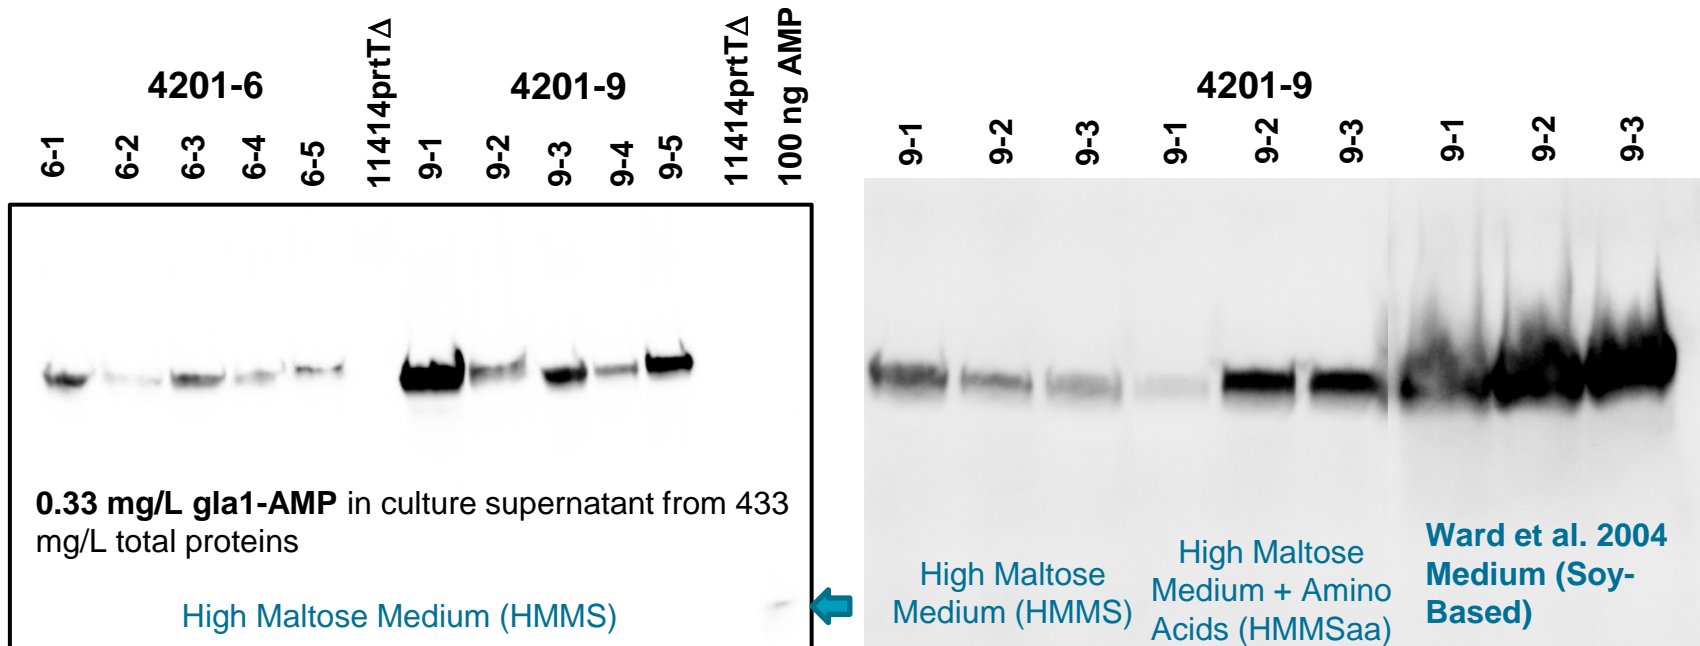 4201-6
4201-9
6-1
6-2
6-3
6-4
6-5
11414prtTΔ
9-1
9-2
9-3
9-4
9-5
11414prtTΔ
100 ng AMP
0.33 mg/L gla1-AMP in culture supernatant from 433
mg/L total proteins
High Maltose Medium (HMMS)
4201-9
9-1
9-2
9-3
9-1
9-2
9-3
9-1
9-2
9-3
High Maltose
Medium (HMMS)
High Maltose
Medium + Amino
Acids (HMMSaa)
Ward et al. 2004
Medium (Soy-
Based)